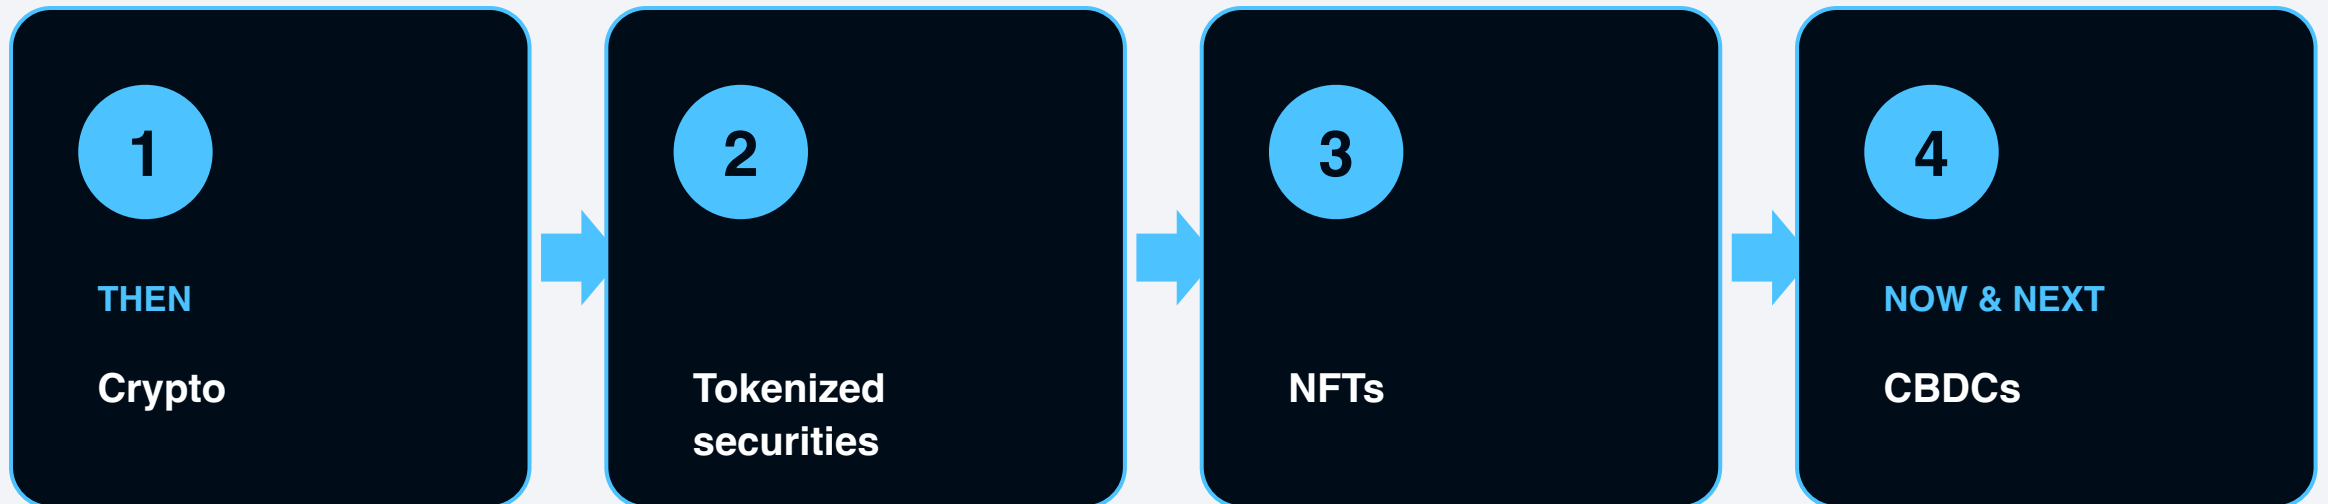 1
THEN
Crypto
2
Tokenized
securities
3
NFTs
4
NOW & NEXT
CBDCs